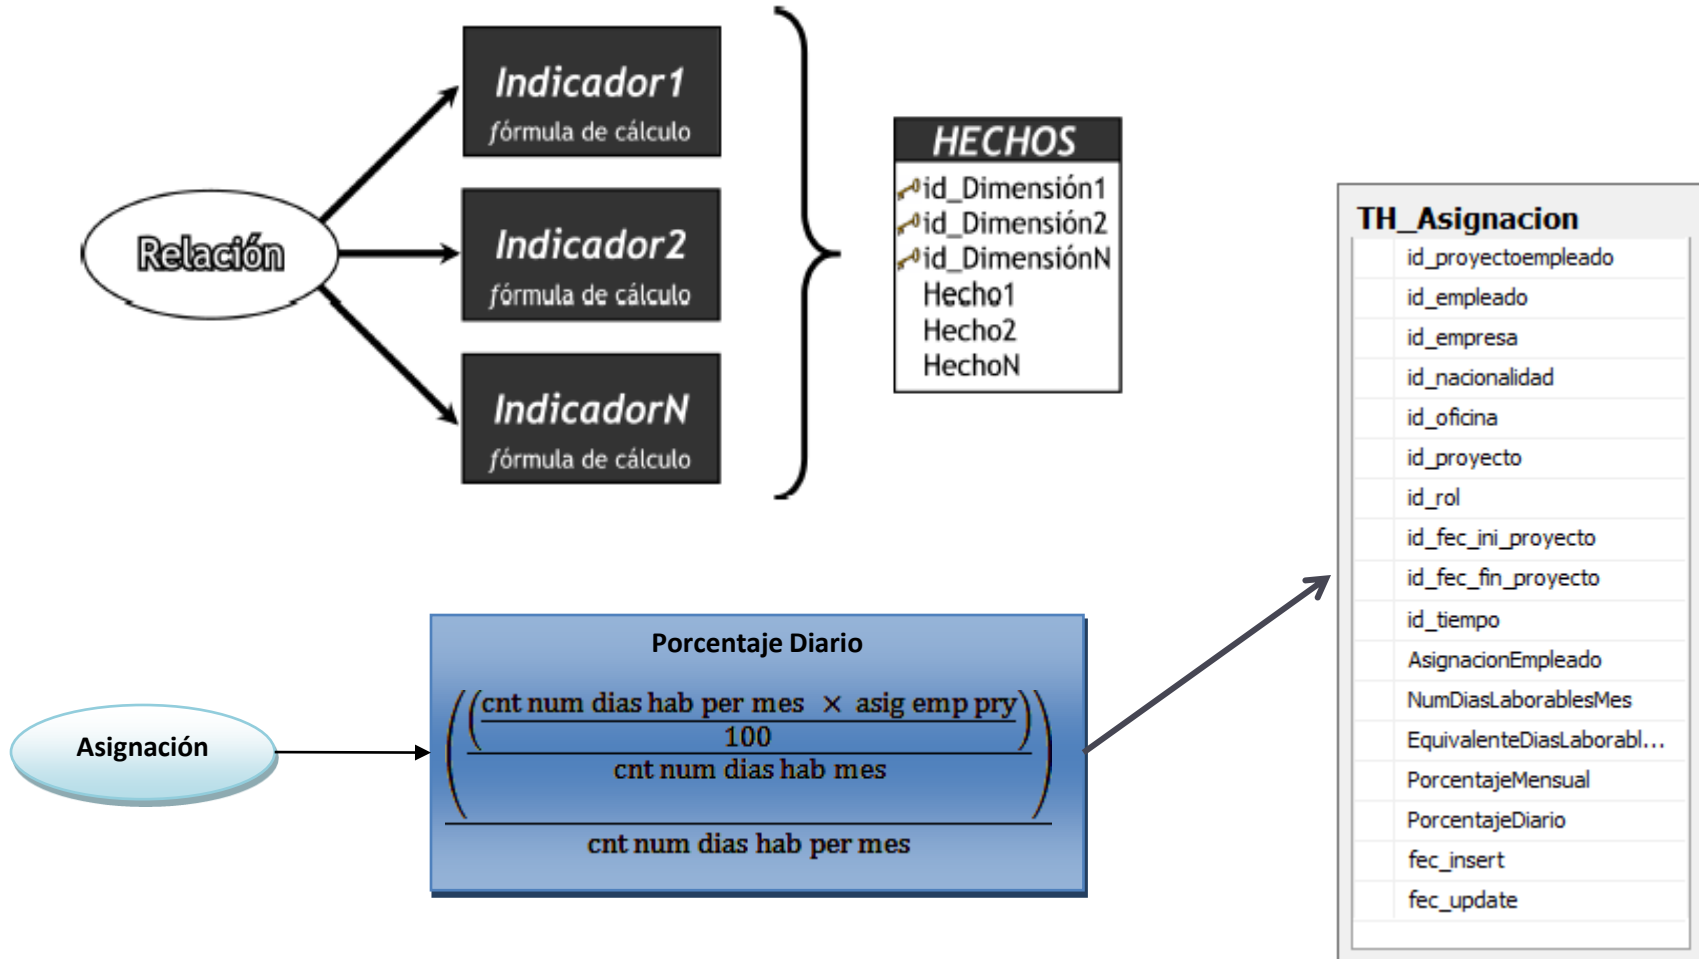 Relación
Indicador1
fórmula de cálculo
Indicador2
fórmula de cálculo
IndicadorN
fórmula de cálculo
HECHOS
id_Dimensión1
id_Dimensión2
id_DimensiónN
Hecho1
Hecho2
HechoN
Asignación
Porcentaje Diario
cnt num dias hab per mes × asig emp pry
100
cnt num dias hab mes
cnt num dias hab per mes
TH_Asignacion
id_proyectoempleado
id_empleado
id_empresa
id_nacionalidad
id_oficina
id_proyecto
id_rol
id_fec_ini_proyecto
id_fec_fin_proyecto
id_tiempo
AsignacionEmpleado
NumDiasLaborablesMes
EquivalenteDiasLaborabl...
PorcentajeMensual
PorcentajeDiario
fec_insert
fec_update